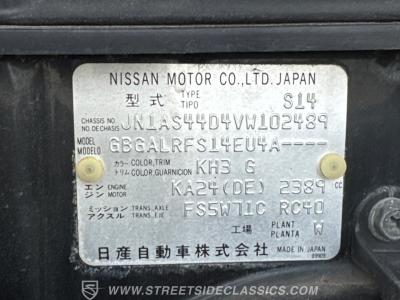 NISSAN MOTOR CO., LTD. JAPAN
型式 TYPE TIPO S14
CHASSIS NO. NO DE CHASIS JN1AS44D4VW102489
MODEL MODELO GBGALRFS14EU4A----
カラー トリム COLOR, TRIM COLOR, GUARNICION KH3 G
エンジン ENGINE MOTOR KA24(DE) 2389 CC
ミッション アクスル TRANS., AXLE TRANS., EJE FS5W71C RC40
工場 PLANT PLANTA W
日産自動車株式会社 MADE IN JAPAN
WWW.STREETSIDECLASSICS.COM